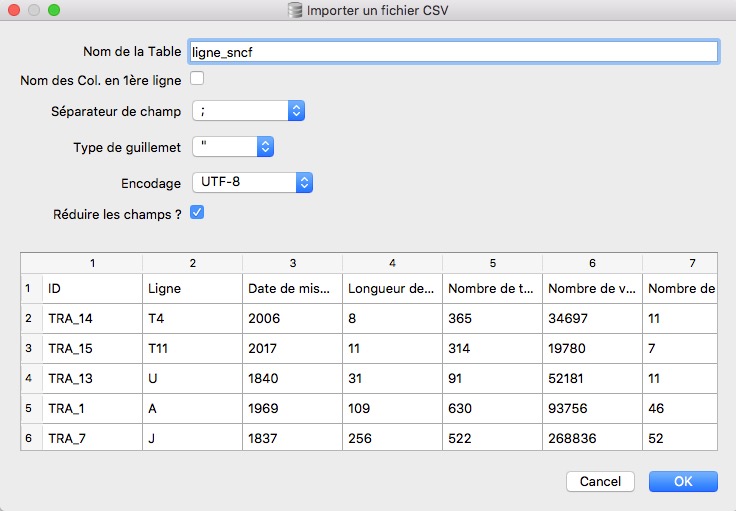 Importer un fichier CSV
Nom de la Table ligne_sncf
Nom des Col. en 1ère ligne
Séparateur de champ ;
Type de guillemet "
Encodage UTF-8
Réduire les champs ?
1 2 3 4 5 6 7
1 ID Ligne Date de mis... Longueur de... Nombre de t... Nombre de v... Nombre de
2 TRA_14 T4 2006 8 365 34697 11
3 TRA_15 T11 2017 11 314 19780 7
4 TRA_13 U 1840 31 91 52181 11
5 TRA_1 A 1969 109 630 93756 46
6 TRA_7 J 1837 256 522 268836 52
Cancel OK